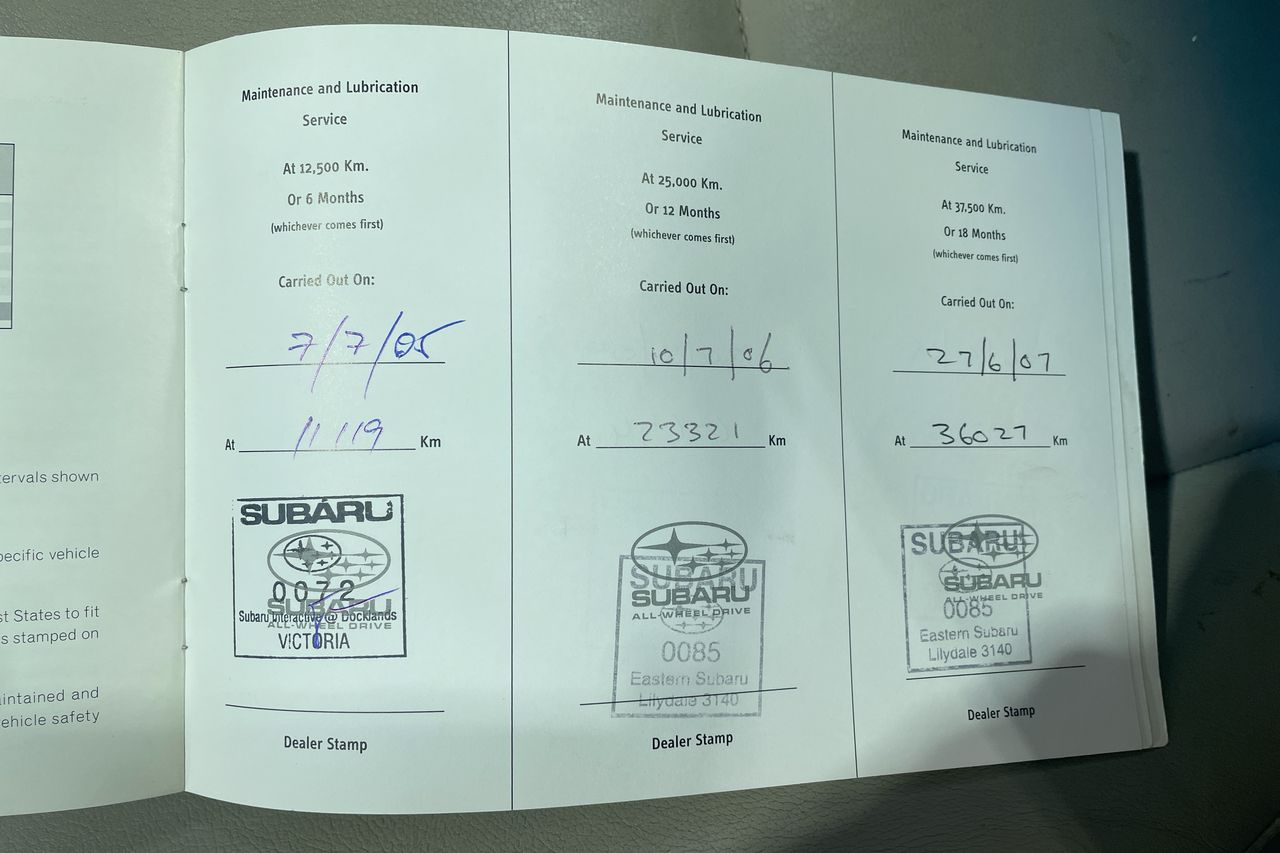 tervals shown
pecific vehicle
st States to fit
s stamped on
intained and
ehicle safety
Maintenance and Lubrication
Service
At 12,500 Km.
Or 6 Months
(whichever comes first)
Carried Out On:
7/7/05
At 11 119 Km
SUBARU
0072
SUBARU
Subaru Interactive @ Docklands
ALL-WHEEL DRIVE
VICTORIA
Dealer Stamp
Maintenance and Lubrication
Service
At 25,000 Km.
Or 12 Months
(whichever comes first)
Carried Out On:
10/7/06
At 23321 Km
SUBARU
SUBARU
ALL-WHEEL DRIVE
0085
Eastern Subaru
Lilydale 3140
Dealer Stamp
Maintenance and Lubrication
Service
At 37,500 Km.
Or 18 Months
(whichever comes first)
Carried Out On:
27/6/07
At 36027 Km
SUBARU
SUBARU
ALL-WHEEL DRIVE
0085
Eastern Subaru
Lilydale 3140
Dealer Stamp